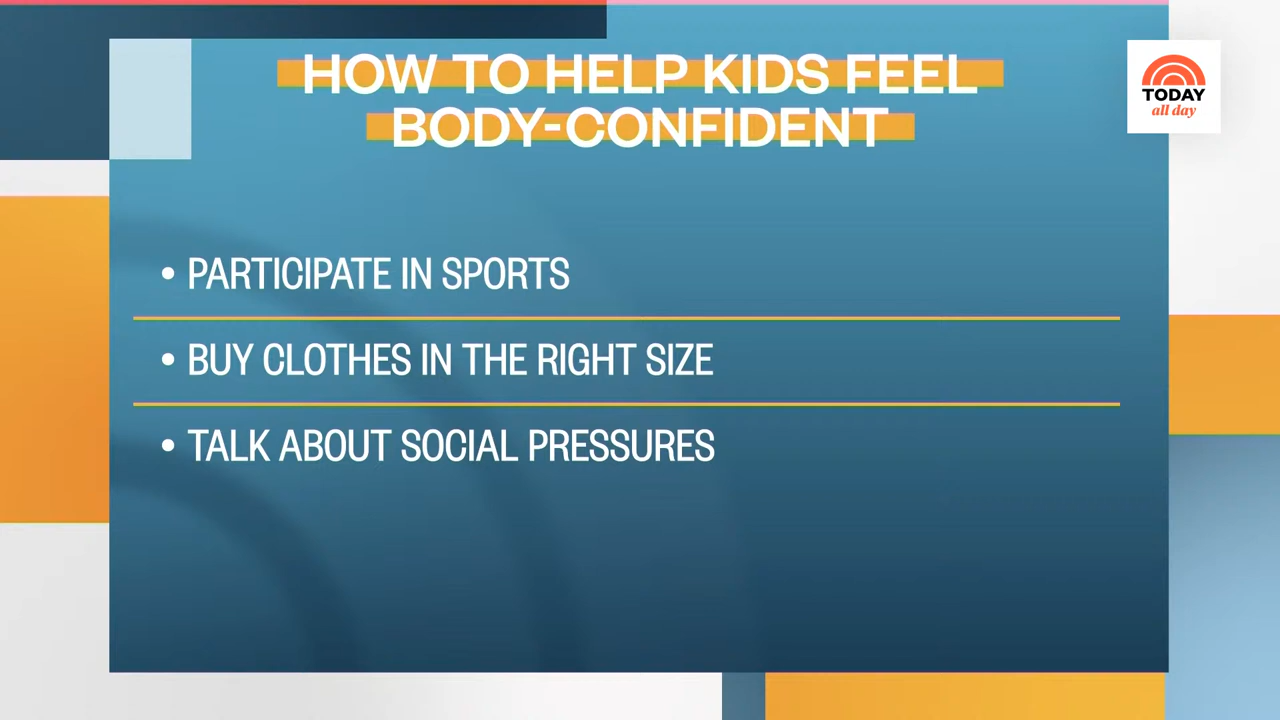 HOW TO HELP KIDS FEEL
BODY-CONFIDENT
TODAY
all day
• PARTICIPATE IN SPORTS
• BUY CLOTHES IN THE RIGHT SIZE
• TALK ABOUT SOCIAL PRESSURES